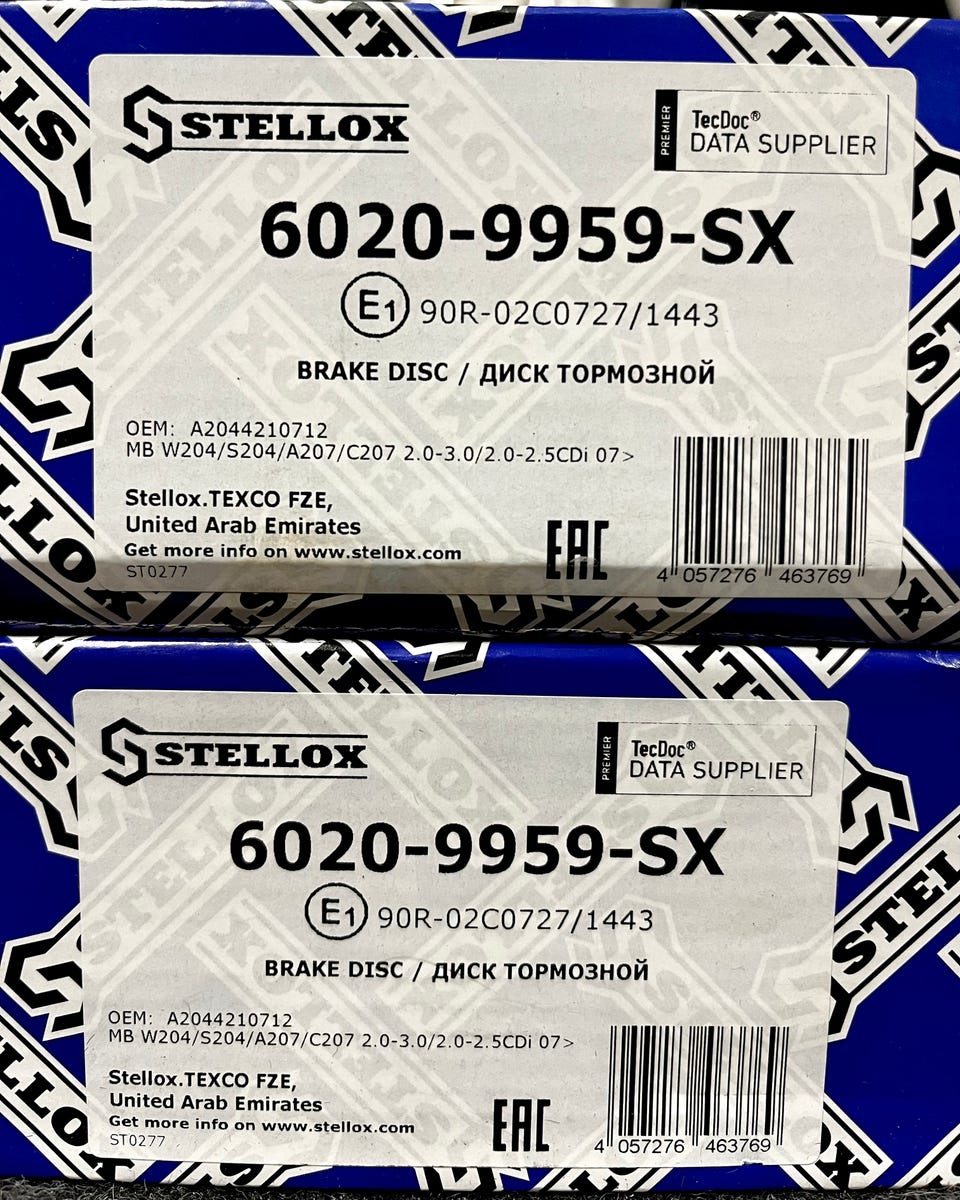 STELLOX
PREMIER
TecDoc®
DATA SUPPLIER
6020-9959-SX
E1 90R-02C0727/1443
BRAKE DISC / ДИСК ТОРМОЗНОЙ
OEM: A2044210712
MB W204/S204/A207/C207 2.0-3.0/2.0-2.5CDi 07>
Stellox.TEXCO FZE,
United Arab Emirates
Get more info on www.stellox.com
ST0277
EAC
4 057276 463769
STELLOX
PREMIER
TecDoc®
DATA SUPPLIER
6020-9959-SX
E1 90R-02C0727/1443
BRAKE DISC / ДИСК ТОРМОЗНОЙ
OEM: A2044210712
MB W204/S204/A207/C207 2.0-3.0/2.0-2.5CDi 07>
Stellox.TEXCO FZE,
United Arab Emirates
Get more info on www.stellox.com
ST0277
EAC
4 057276 463769